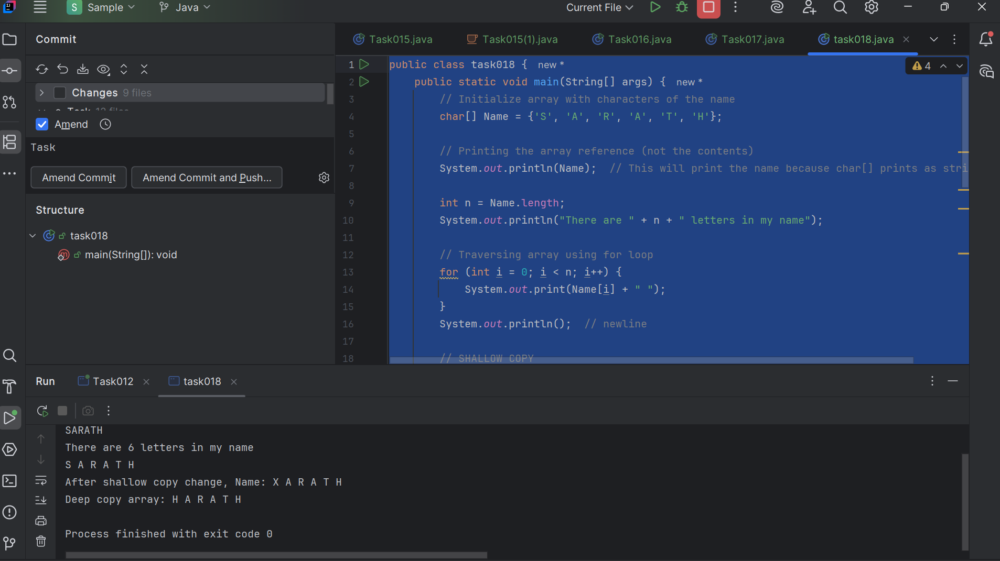 S Sample Java Current File
Commit
Task015.java Task015(1).java Task016.java Task017.java task018.java
Changes 9 files
Task 12 files
Amend
Task
Amend Commit Amend Commit and Push...
Structure
task018
main(String[]): void
4
1 public class task018 { new *
2 public static void main(String[] args) { new *
3 // Initialize array with characters of the name
4 char[] Name = {'S', 'A', 'R', 'A', 'T', 'H'};
5
6 // Printing the array reference (not the contents)
7 System.out.println(Name); // This will print the name because char[] prints as stri
8
9 int n = Name.length;
10 System.out.println("There are " + n + " letters in my name");
11
12 // Traversing array using for loop
13 for (int i = 0; i < n; i++) {
14 System.out.print(Name[i] + " ");
15 }
16 System.out.println(); // newline
17
18 // SHALLOW COPY
Run Task012 task018
SARATH
There are 6 letters in my name
S A R A T H
After shallow copy change, Name: X A R A T H
Deep copy array: H A R A T H
Process finished with exit code 0